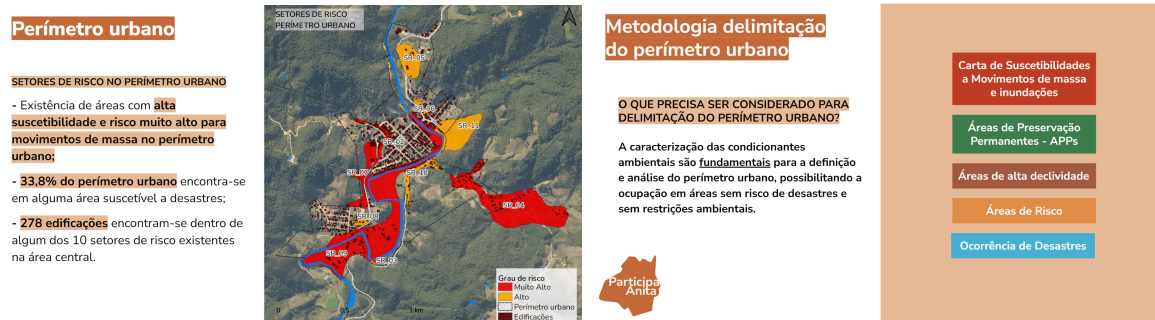 Perímetro urbano
SETORES DE RISCO NO PERÍMETRO URBANO
- Existência de áreas com alta
suscetibilidade e risco muito alto para
movimentos de massa no perímetro
urbano;
- 33,8% do perímetro urbano encontra-se
em alguma área suscetível a desastres;
- 278 edificações encontram-se dentro de
algum dos 10 setores de risco existentes
na área central.
SETORES DE RISCO
PERÍMETRO URBANO
SR_05
SR_06
SR_11
SR_02
SR_10
SR_04
SR_08
SR_09
SR_03
Grau de risco
Muito Alto
Alto
Perímetro urbano
Edificações
0
0,5
1 km
Metodologia delimitação
do perímetro urbano
O QUE PRECISA SER CONSIDERADO PARA
DELIMITAÇÃO DO PERÍMETRO URBANO?
A caracterização das condicionantes
ambientais são fundamentais para a definição
e análise do perímetro urbano, possibilitando a
ocupação em áreas sem risco de desastres e
sem restrições ambientais.
Participa
Anita
Carta de Suscetibilidades
a Movimentos de massa
e inundações
Áreas de Preservação
Permanentes - APPs
Áreas de alta declividade
Áreas de Risco
Ocorrência de Desastres